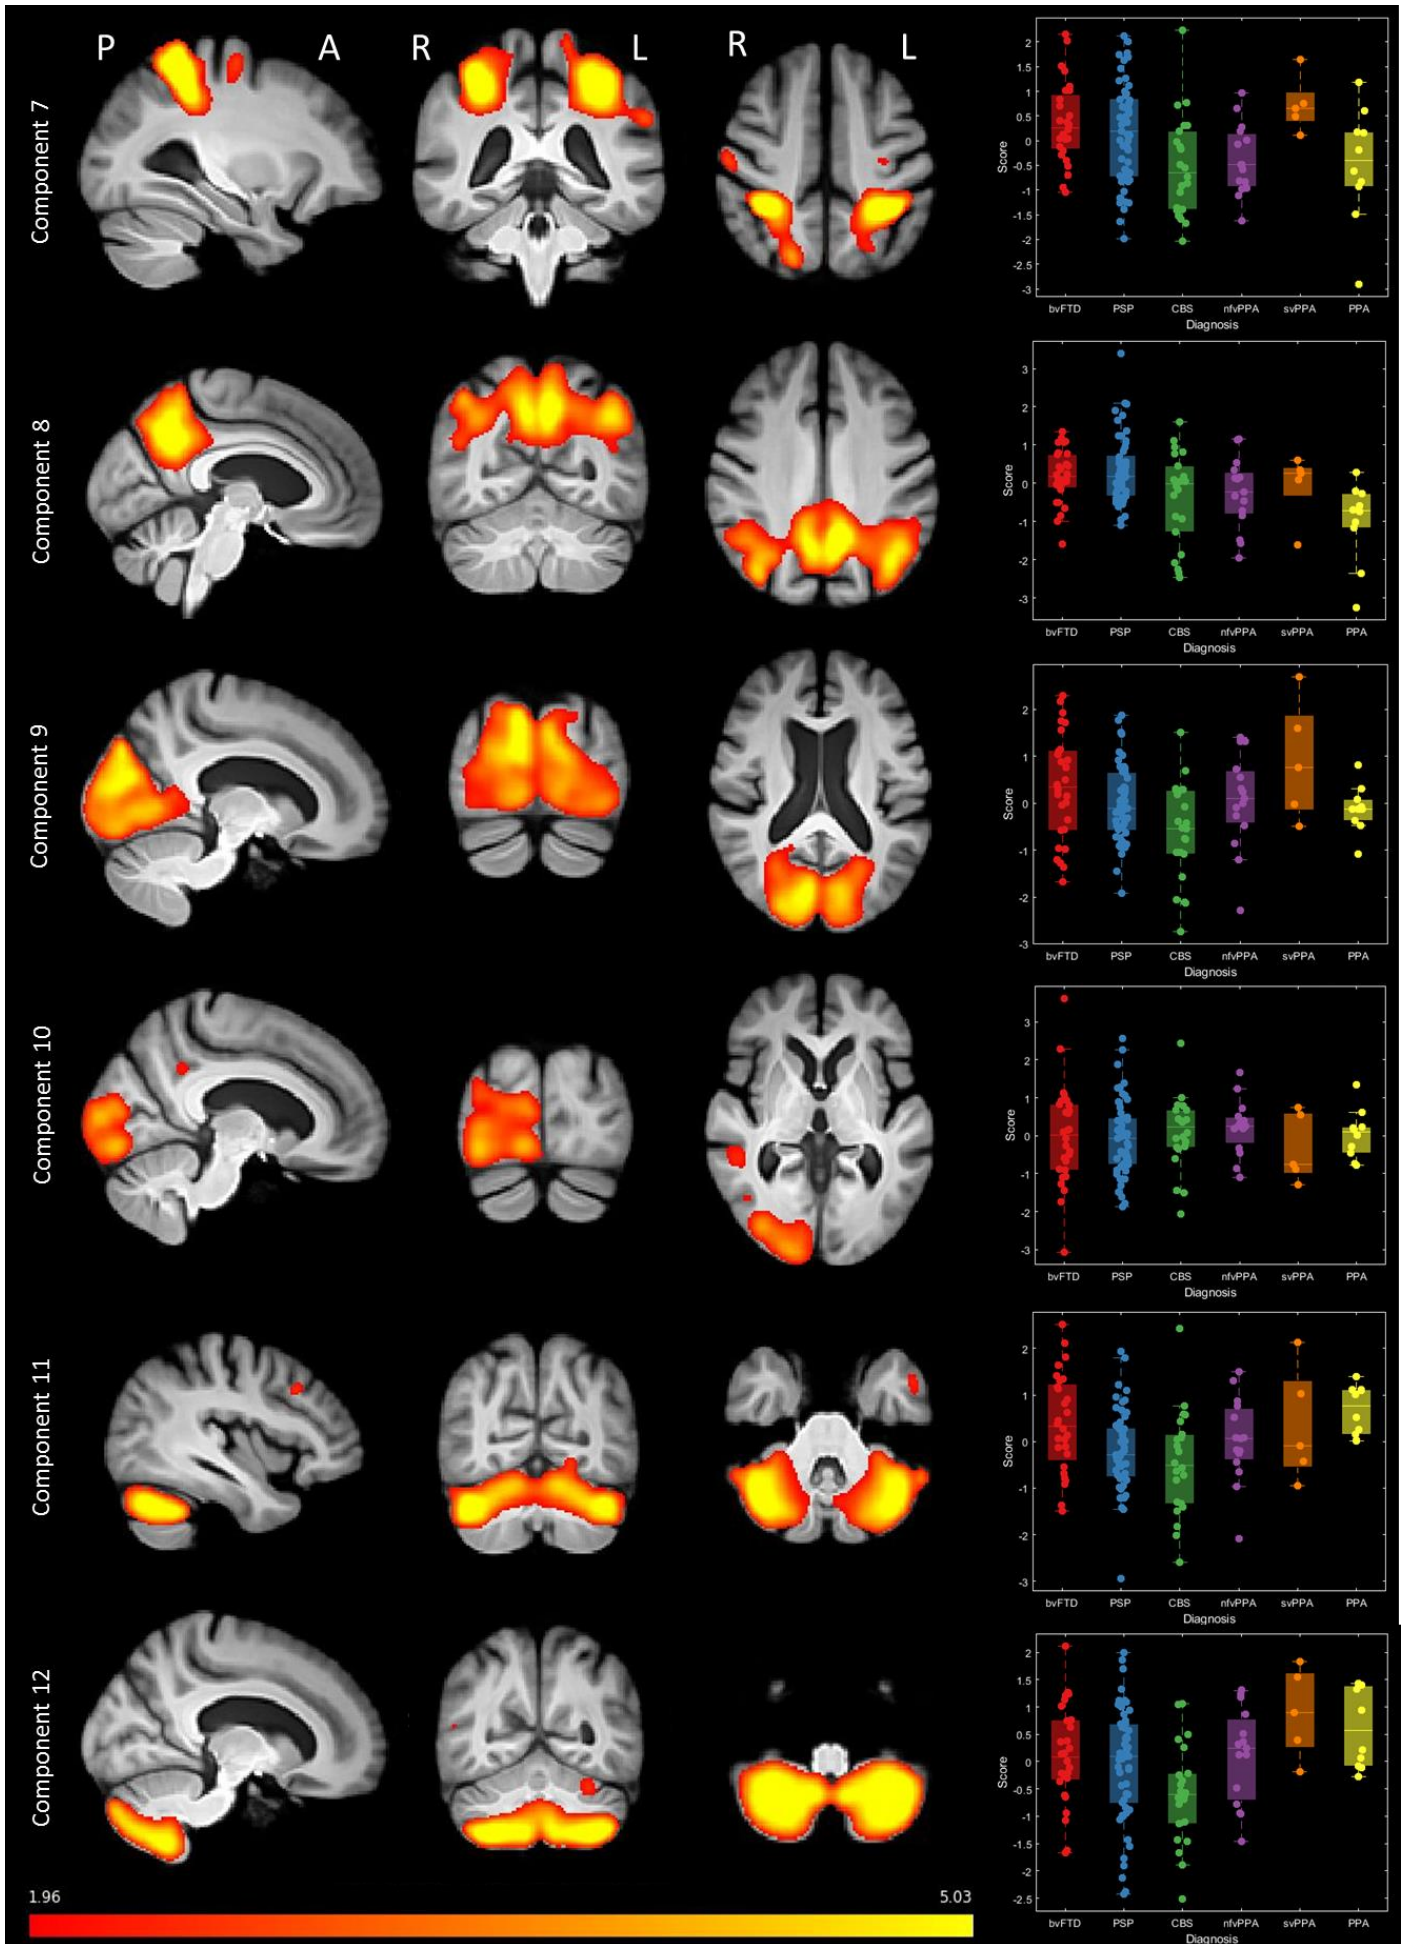 P A R L R L
Component 7
2
1.5
1
0.5
0
-0.5
-1
-1.5
-2
-2.5
-3
Score
bvFTD PSP CBS nfvPPA svPPA PPA
Diagnosis
Component 8
3
2
1
0
-1
-2
-3
Score
bvFTD PSP CBS nfvPPA svPPA PPA
Diagnosis
Component 9
2
1
0
-1
-2
-3
Score
bvFTD PSP CBS nfvPPA svPPA PPA
Diagnosis
Component 10
3
2
1
0
-1
-2
-3
Score
bvFTD PSP CBS nfvPPA svPPA PPA
Diagnosis
Component 11
2
1
0
-1
-2
-3
Score
bvFTD PSP CBS nfvPPA svPPA PPA
Diagnosis
Component 12
2
1.5
1
0.5
0
-0.5
-1
-1.5
-2
-2.5
Score
bvFTD PSP CBS nfvPPA svPPA PPA
Diagnosis
1.96 5.03